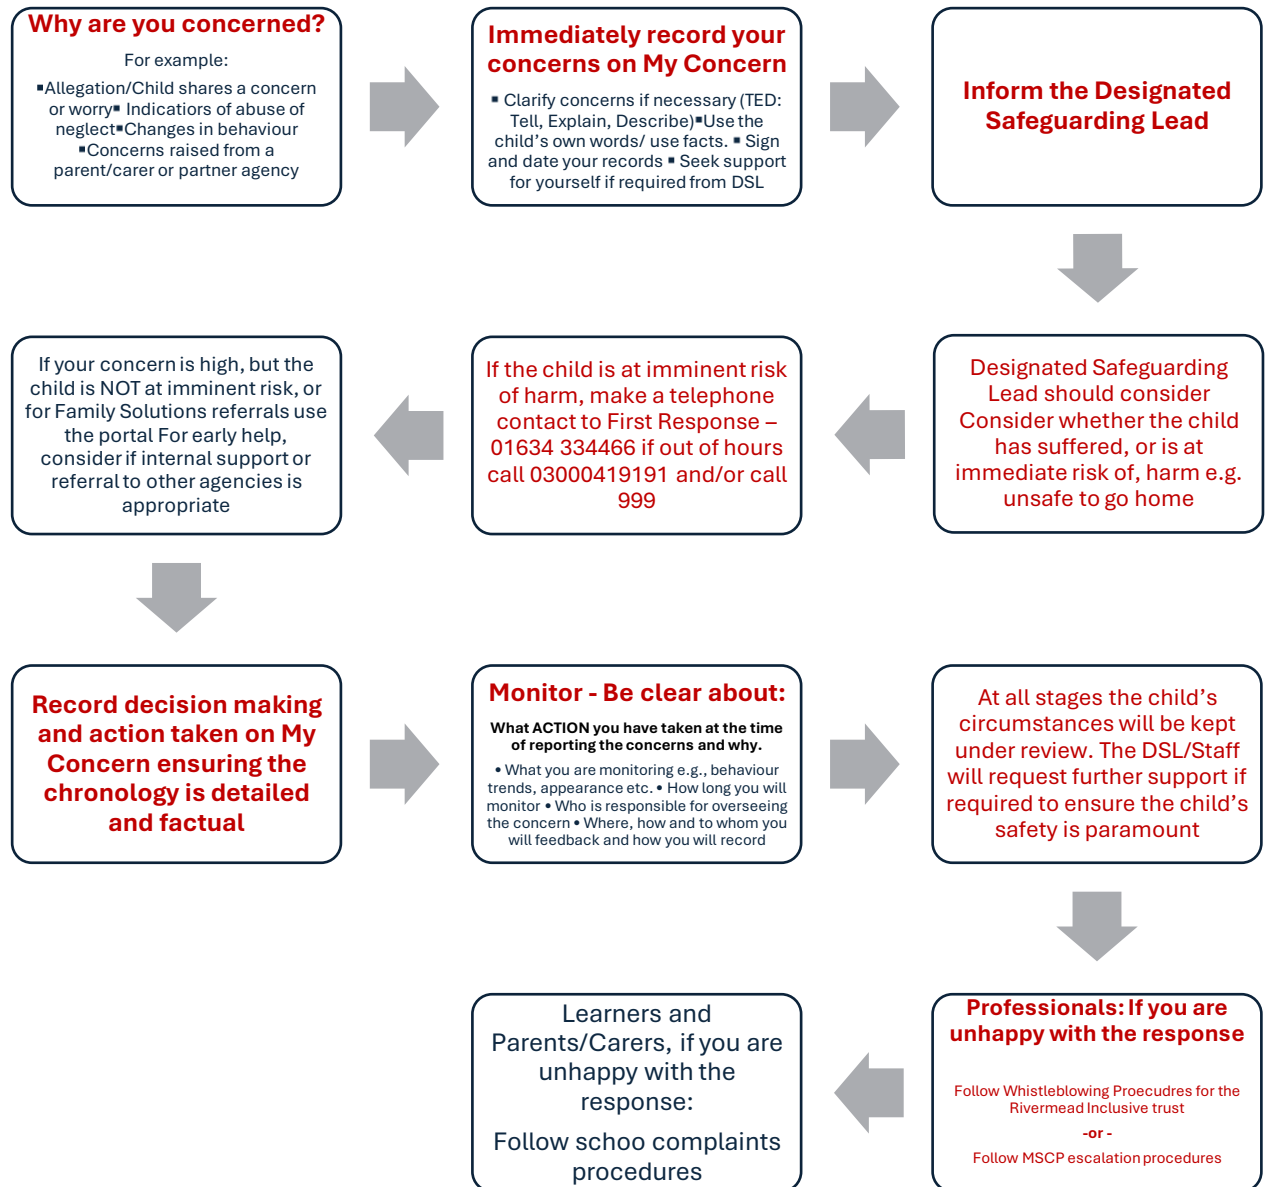 Why are you concerned?
For example:
▪Allegation/Child shares a concern
or worry▪ Indicatiors of abuse of
neglect▪Changes in behaviour
▪Concerns raised from a
parent/carer or partner agency
Immediately record your
concerns on My Concern
▪ Clarify concerns if necessary (TED:
Tell, Explain, Describe)▪Use the
child's own words/ use facts. ▪ Sign
and date your records ▪ Seek support
for yourself if required from DSL
Inform the Designated
Safeguarding Lead
Designated Safeguarding
Lead should consider
Consider whether the child
has suffered, or is at
immediate risk of, harm e.g.
unsafe to go home
If the child is at imminent risk
of harm, make a telephone
contact to First Response –
01634 334466 if out of hours
call 03000419191 and/or call
999
If your concern is high, but the
child is NOT at imminent risk, or
for Family Solutions referrals use
the portal For early help,
consider if internal support or
referral to other agencies is
appropriate
Record decision making
and action taken on My
Concern ensuring the
chronology is detailed
and factual
Monitor - Be clear about:
What ACTION you have taken at the time
of reporting the concerns and why.
• What you are monitoring e.g., behaviour
trends, appearance etc. • How long you will
monitor • Who is responsible for overseeing
the concern • Where, how and to whom you
will feedback and how you will record
At all stages the child's
circumstances will be kept
under review. The DSL/Staff
will request further support if
required to ensure the child's
safety is paramount
Professionals: If you are
unhappy with the response
Follow Whistleblowing Proecudres for the
Rivermead Inclusive trust
-or -
Follow MSCP escalation procedures
Learners and
Parents/Carers, if you are
unhappy with the
response:
Follow schoo complaints
procedures